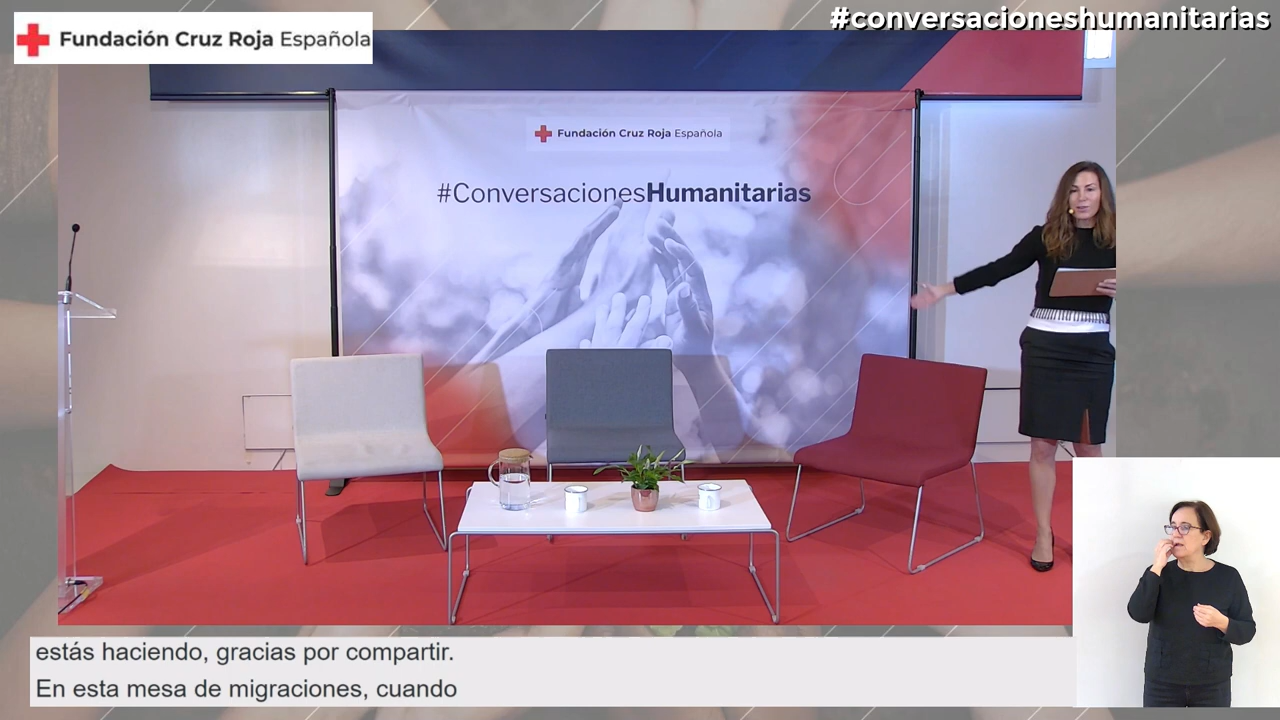 Fundación Cruz Roja Española
#conversacioneshumanitarias
Fundación Cruz Roja Española
#ConversacionesHumanitarias
estás haciendo, gracias por compartir.
En esta mesa de migraciones, cuando